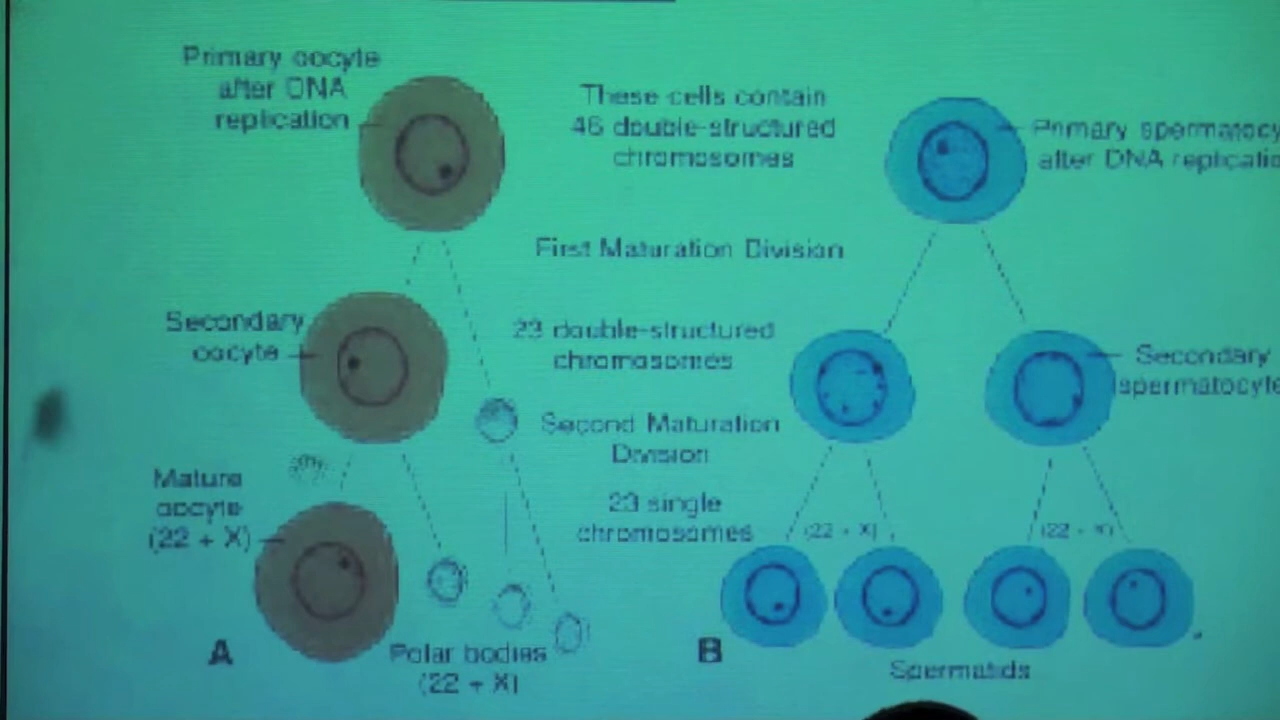 Primary oocyte
after DNA
replication
These cells contain
46 double-structured
chromosomes
Primary spermatocy
after DNA replicatio
First Maturation Division
Secondary
oocyte
23 double-structured
chromosomes
Secondary
spermatocyte
Second Maturation
Division
Mature
oocyte
(22 + X)
23 single
chromosomes
(22 + X)
A
Polar bodies
(22 + X)
B
Spermatids